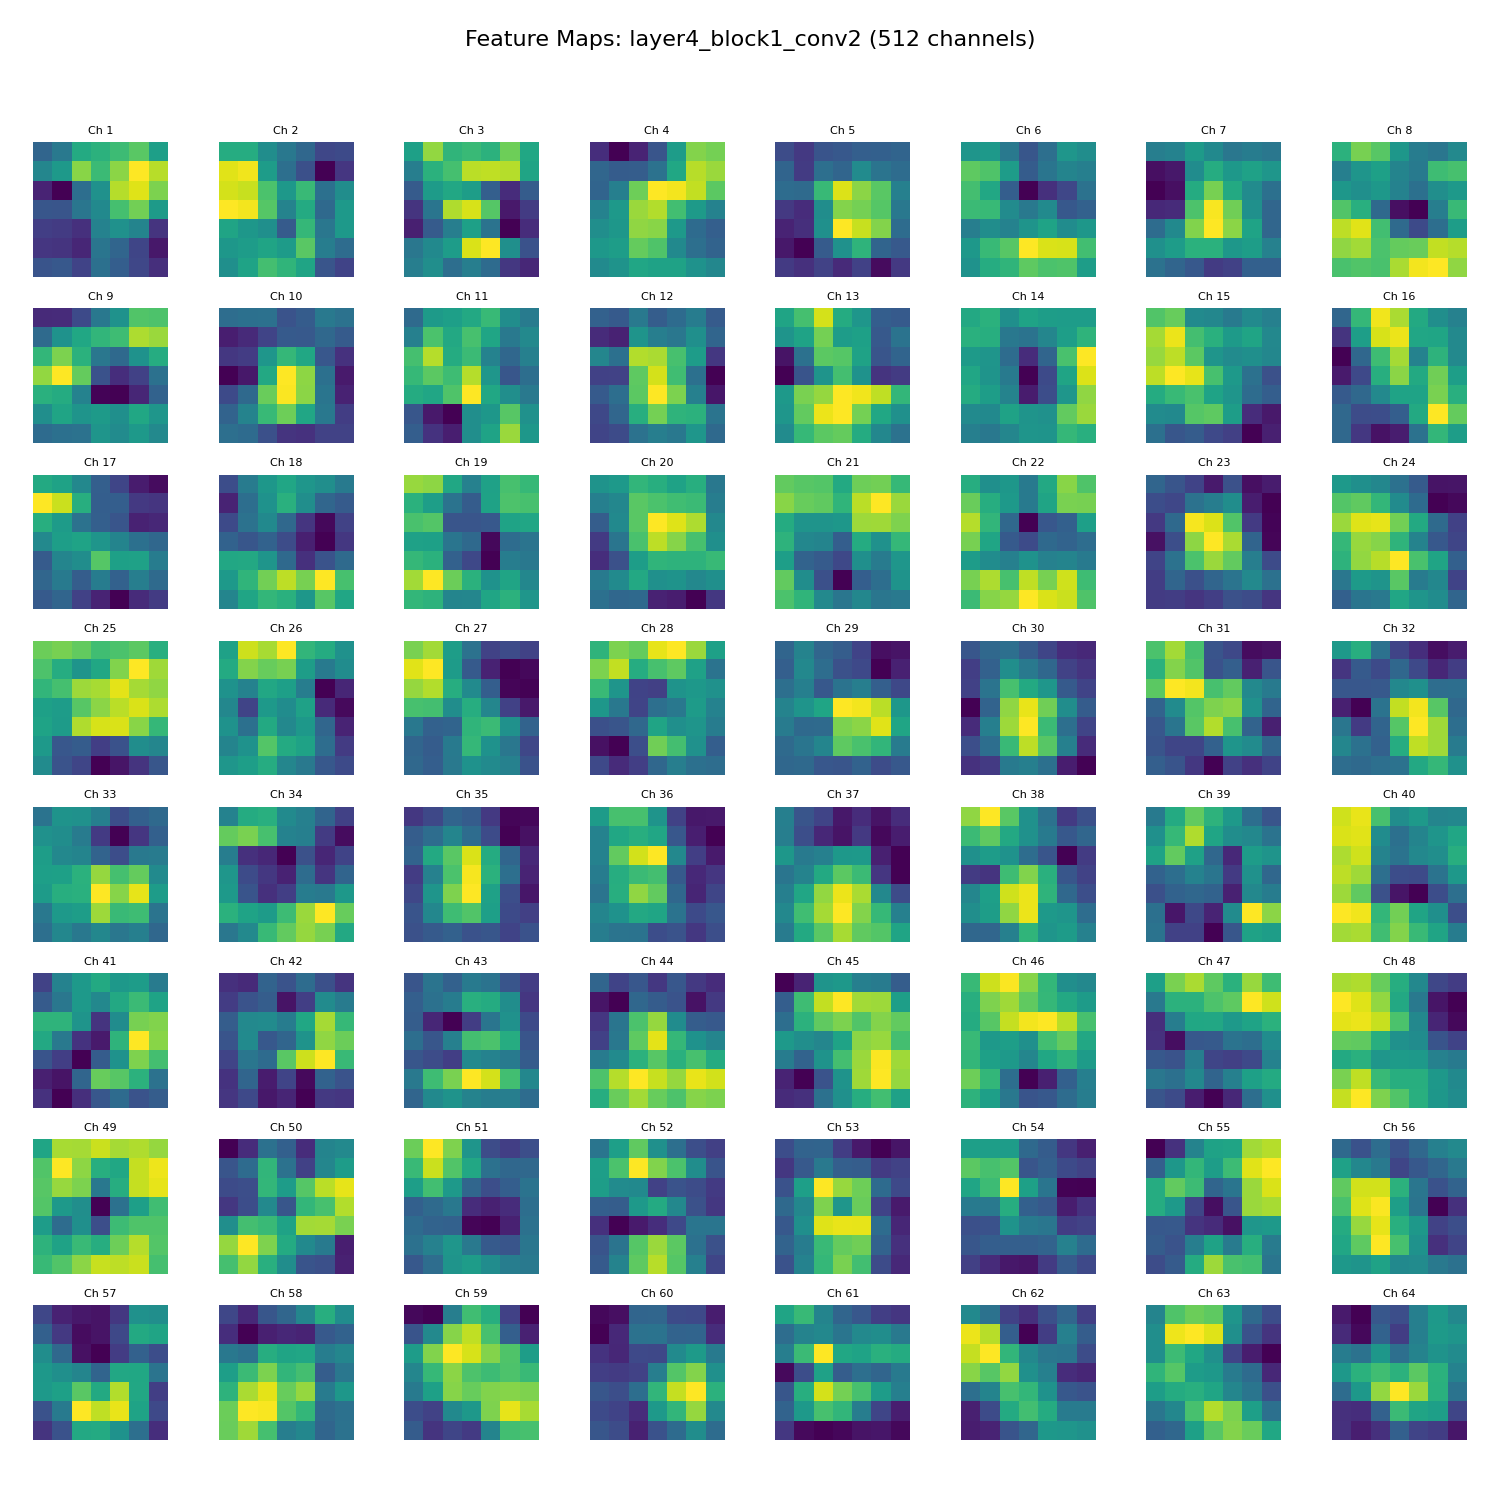 Feature Maps: layer4_block1_conv2 (512 channels)
Ch 1 Ch 2 Ch 3 Ch 4 Ch 5 Ch 6 Ch 7 Ch 8
Ch 9 Ch 10 Ch 11 Ch 12 Ch 13 Ch 14 Ch 15 Ch 16
Ch 17 Ch 18 Ch 19 Ch 20 Ch 21 Ch 22 Ch 23 Ch 24
Ch 25 Ch 26 Ch 27 Ch 28 Ch 29 Ch 30 Ch 31 Ch 32
Ch 33 Ch 34 Ch 35 Ch 36 Ch 37 Ch 38 Ch 39 Ch 40
Ch 41 Ch 42 Ch 43 Ch 44 Ch 45 Ch 46 Ch 47 Ch 48
Ch 49 Ch 50 Ch 51 Ch 52 Ch 53 Ch 54 Ch 55 Ch 56
Ch 57 Ch 58 Ch 59 Ch 60 Ch 61 Ch 62 Ch 63 Ch 64